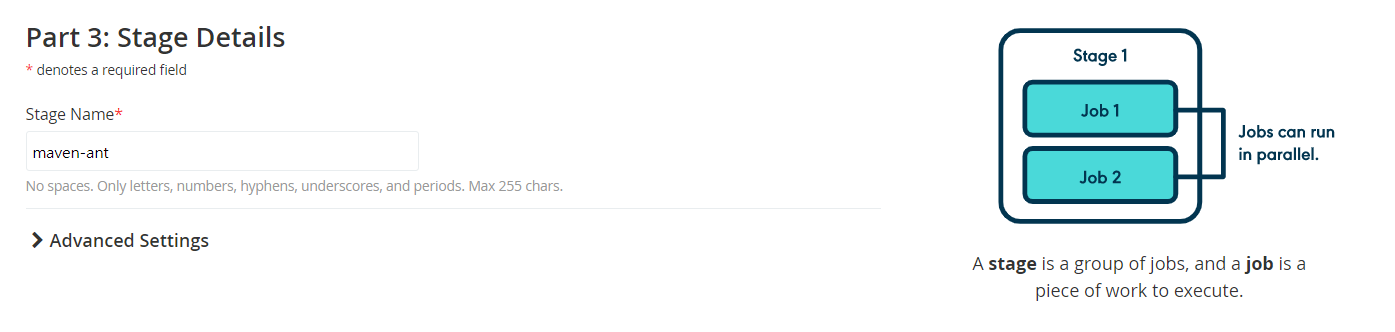 Part 3: Stage Details
* denotes a required field
Stage Name*
maven-ant
No spaces. Only letters, numbers, hyphens, underscores, and periods. Max 255 chars.
Advanced Settings
Stage 1
Job 1
Job 2
Jobs can run
in parallel.
A stage is a group of jobs, and a job is a
piece of work to execute.